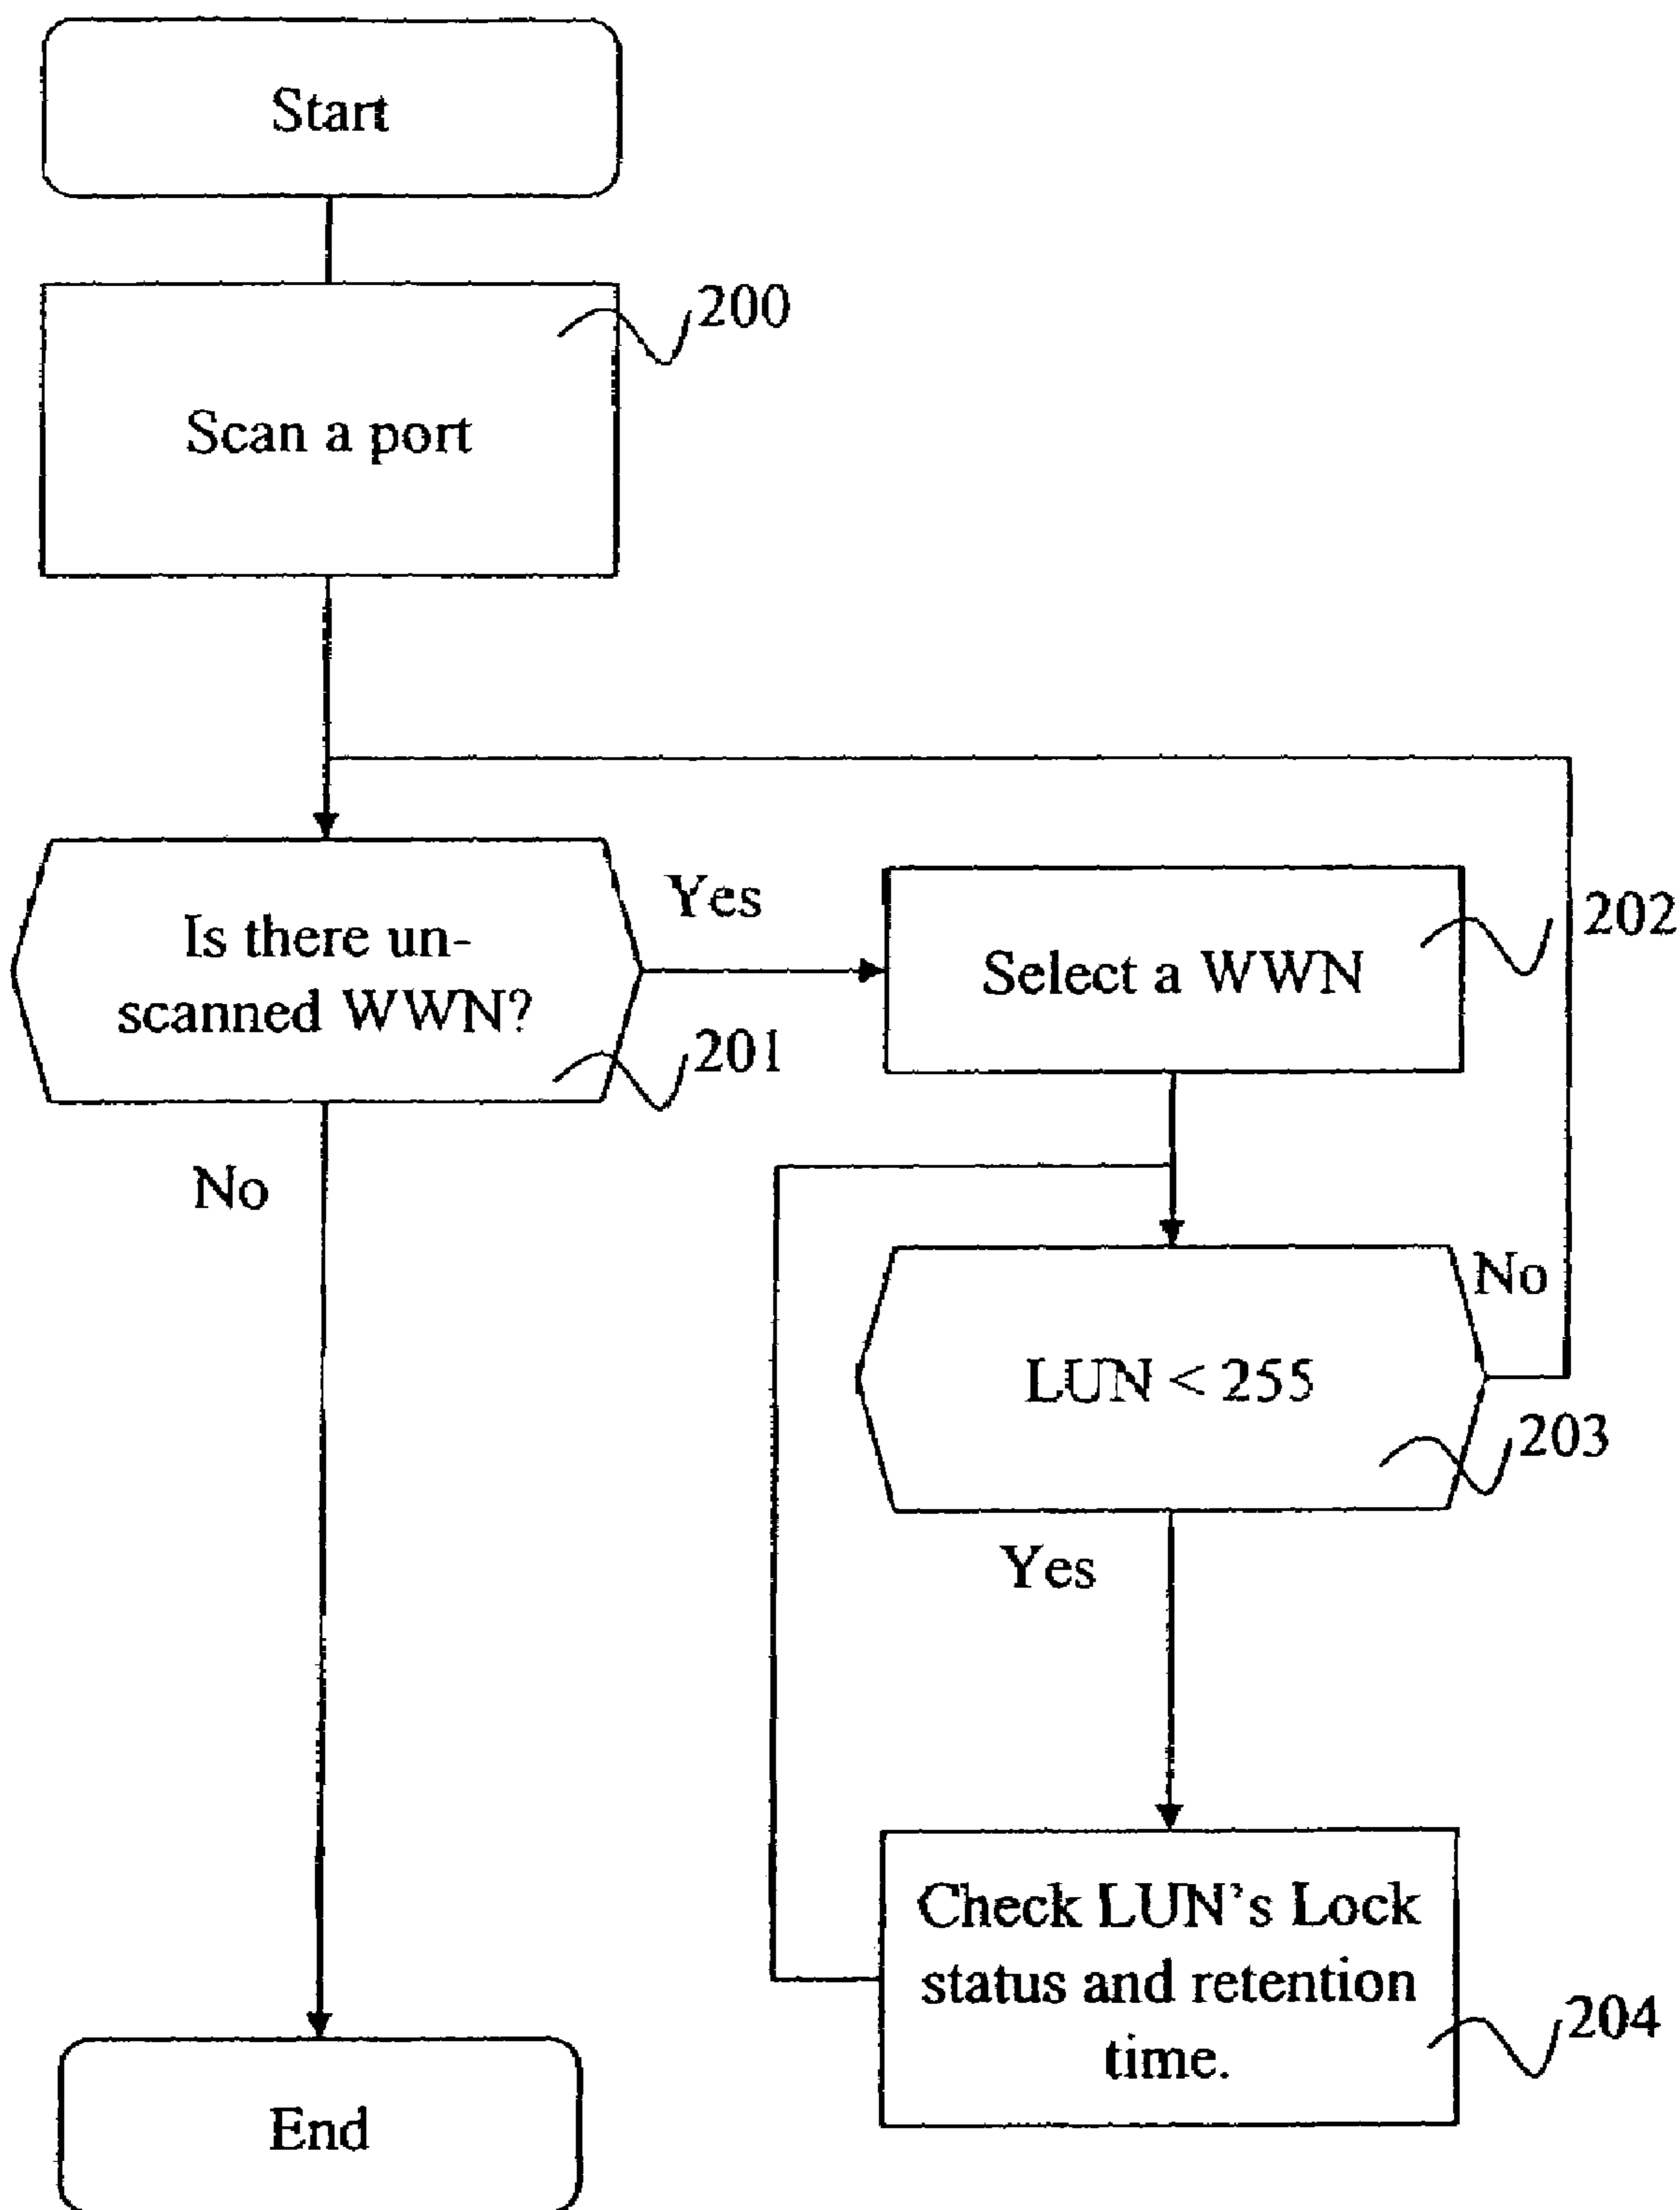 Start
200
Scan a port
Is there un-
scanned WWN?
201
Yes
Select a WWN
202
No
LUN < 255
No
203
Yes
Check LUN's Lock
status and retention
time.
204
End